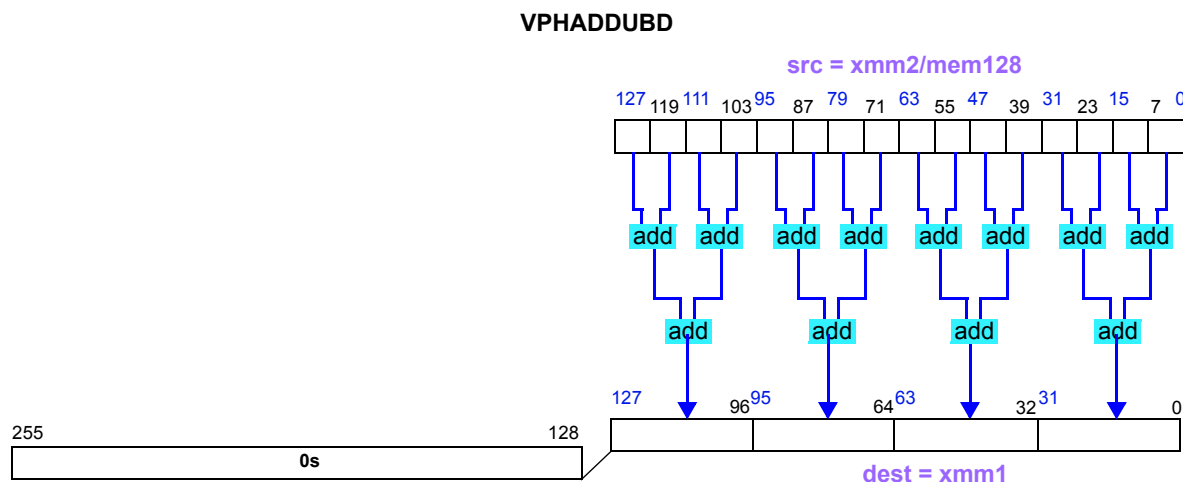 VPHADDUBD
src = xmm2/mem128
127 119 111 103 95 87 79 71 63 55 47 39 31 23 15 7 0
add add add add add add add add
add add add add
127 96 95 64 63 32 31 0
255 128
0s
dest = xmm1